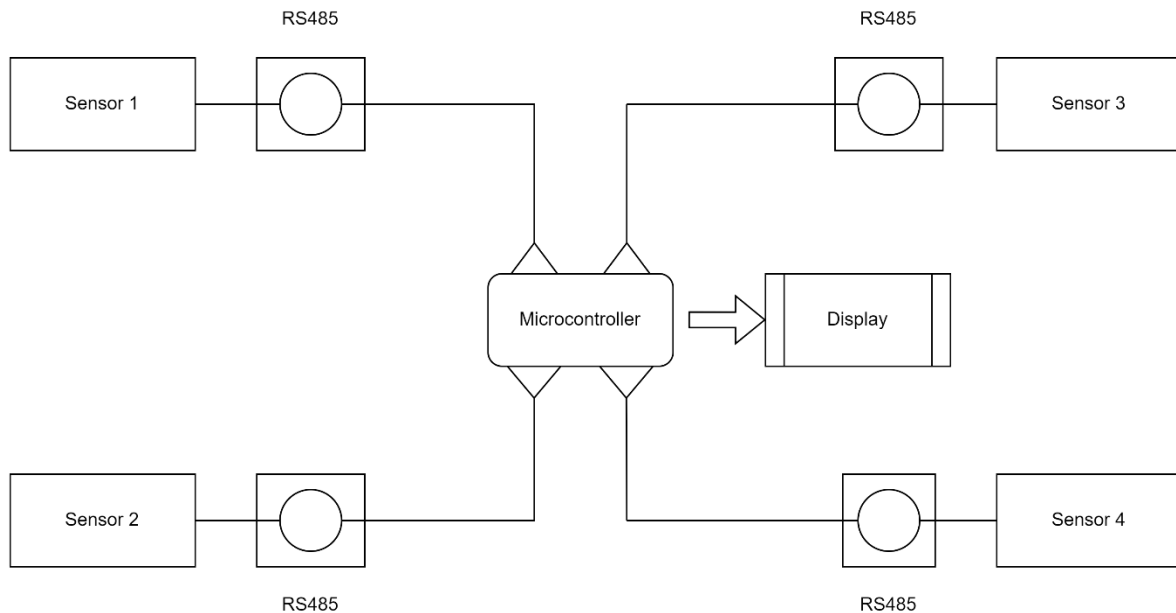 RS485
RS485
Sensor 1
Sensor 3
Microcontroller
Display
Sensor 2
Sensor 4
RS485
RS485